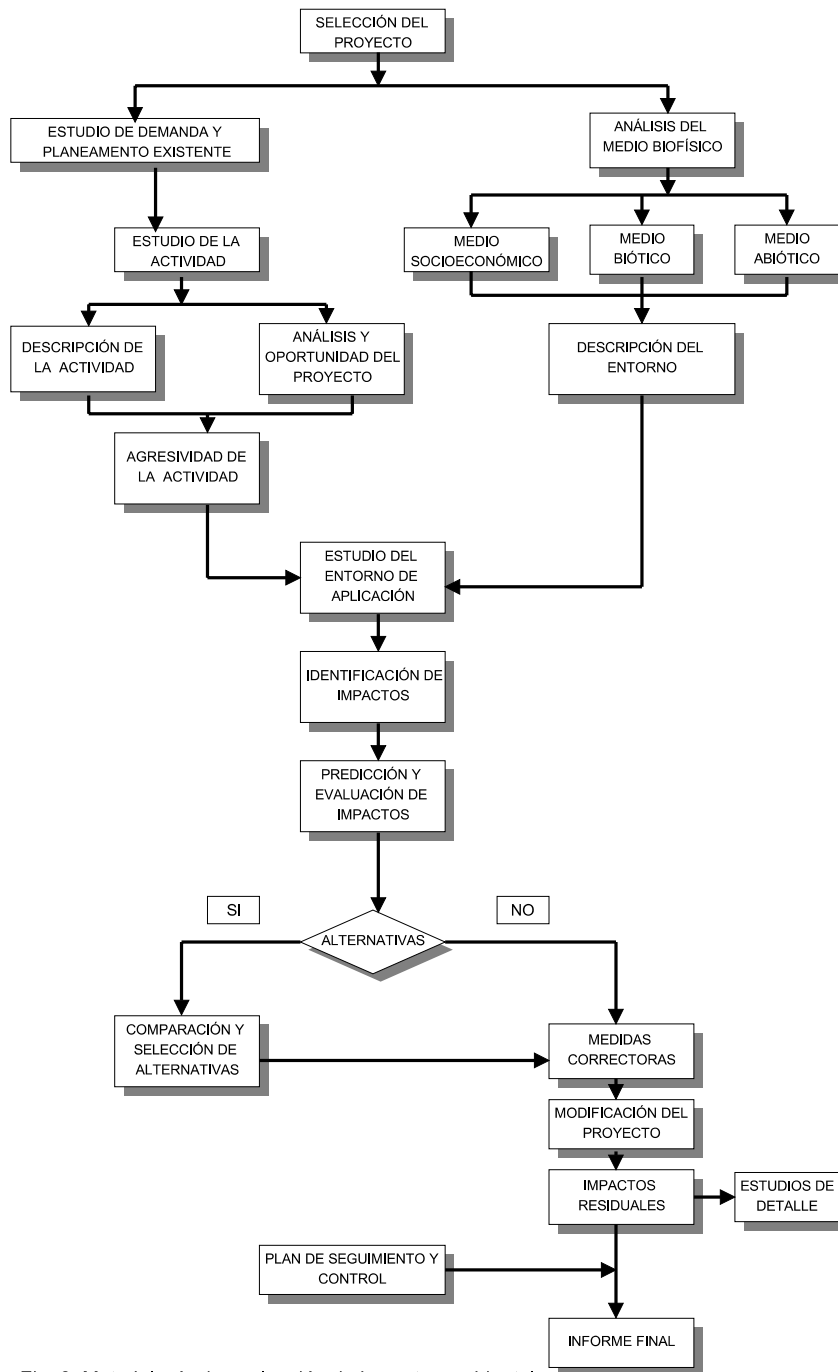 SELECCIÓN DEL
PROYECTO
ESTUDIO DE DEMANDA Y
PLANEAMENTO EXISTENTE
ANÁLISIS DEL
MEDIO BIOFÍSICO
ESTUDIO DE LA
ACTIVIDAD
MEDIO
SOCIOECONÓMICO
MEDIO
BIÓTICO
MEDIO
ABIÓTICO
DESCRIPCIÓN DE
LA ACTIVIDAD
ANÁLISIS Y
OPORTUNIDAD DEL
PROYECTO
DESCRIPCIÓN DEL
ENTORNO
AGRESIVIDAD DE
LA ACTIVIDAD
ESTUDIO DEL
ENTORNO DE
APLICACIÓN
IDENTIFICACIÓN DE
IMPACTOS
PREDICCIÓN Y
EVALUACIÓN DE
IMPACTOS
SI
NO
ALTERNATIVAS
COMPARACIÓN Y
SELECCIÓN DE
ALTERNATIVAS
MEDIDAS
CORRECTORAS
MODIFICACIÓN DEL
PROYECTO
IMPACTOS
RESIDUALES
ESTUDIOS DE
DETALLE
PLAN DE SEGUIMIENTO Y
CONTROL
INFORME FINAL